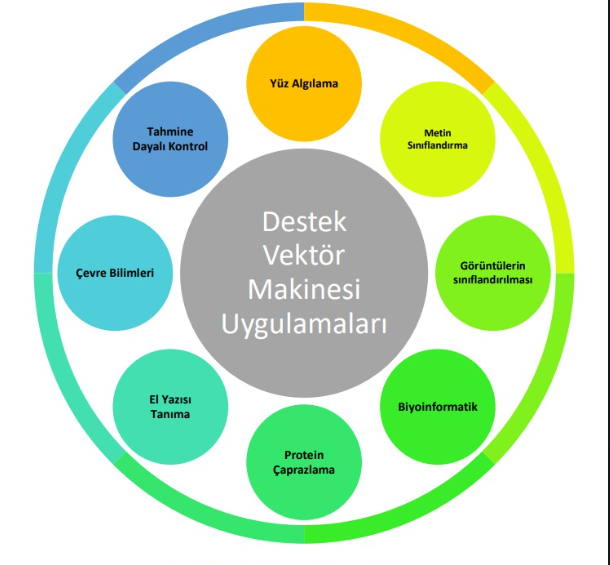 Destek
Vektör
Makinesi
Uygulamaları
Yüz Algılama
Metin
Sınıflandırma
Görüntülerin
sınıflandırılması
Biyoinformatik
Protein
Çaprazlama
El Yazısı
Tanıma
Çevre Bilimleri
Tahmine
Dayalı Kontrol